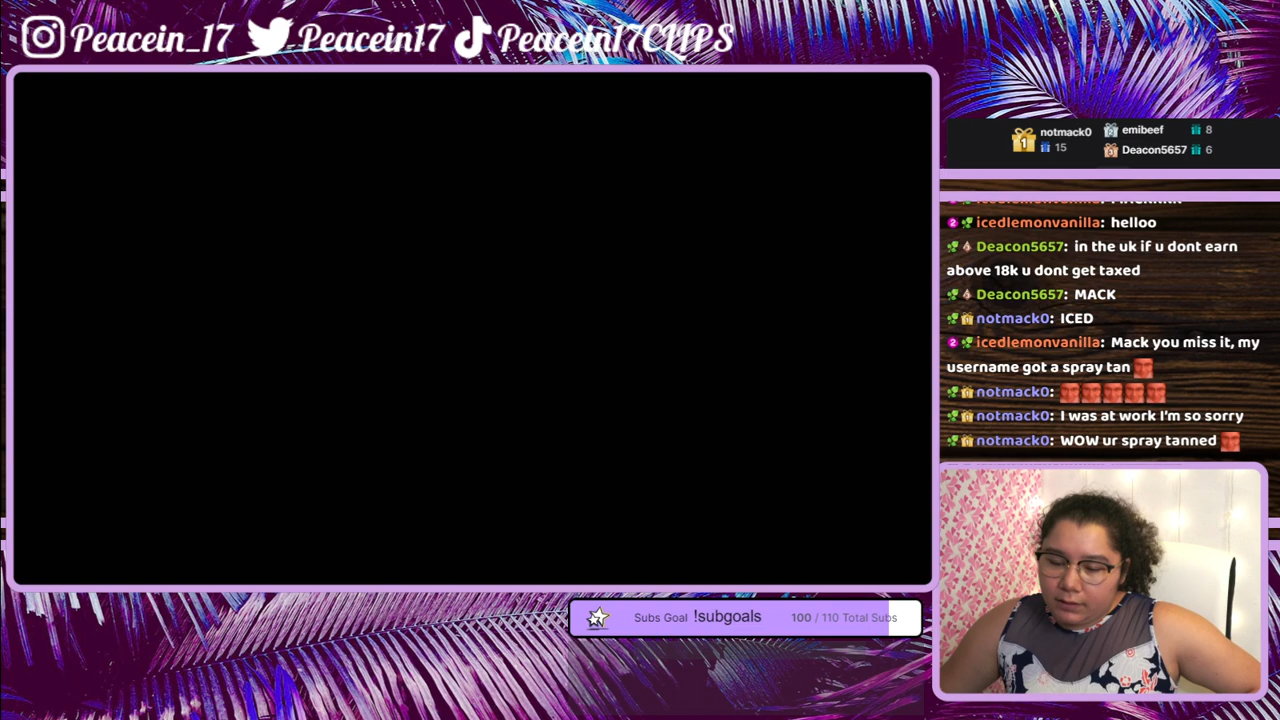 Peacein_17 Peacein17 Peacein17ClIPS
notmack0
15
emibeef 8
Deacon5657 6
icedlemonvanilla: helloo
Deacon5657: in the uk if u dont earn
above 18k u dont get taxed
Deacon5657: MACK
notmack0: ICED
icedlemonvanilla: Mack you miss it, my
username got a spray tan
notmack0:
notmack0: I was at work I'm so sorry
notmack0: WOW ur spray tanned
Subs Goal !subgoals 100 / 110 Total Subs